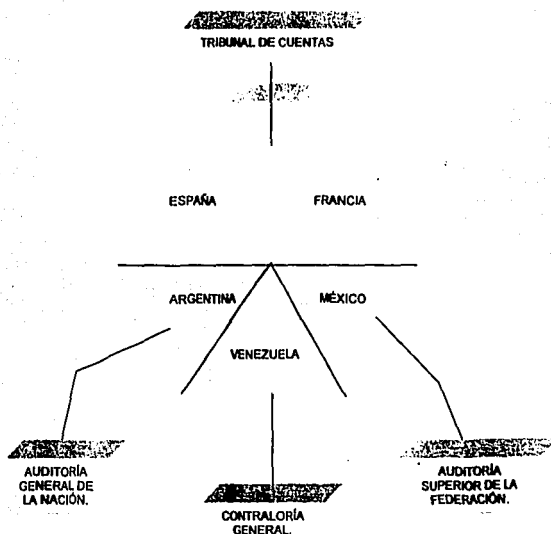 TRIBUNAL DE CUENTAS
ESPAÑA FRANCIA
ARGENTINA MÉXICO
VENEZUELA
AUDITORÍA
GENERAL DE
LA NACIÓN.
CONTRALORÍA
GENERAL.
AUDITORÍA
SUPERIOR DE LA
FEDERACIÓN.